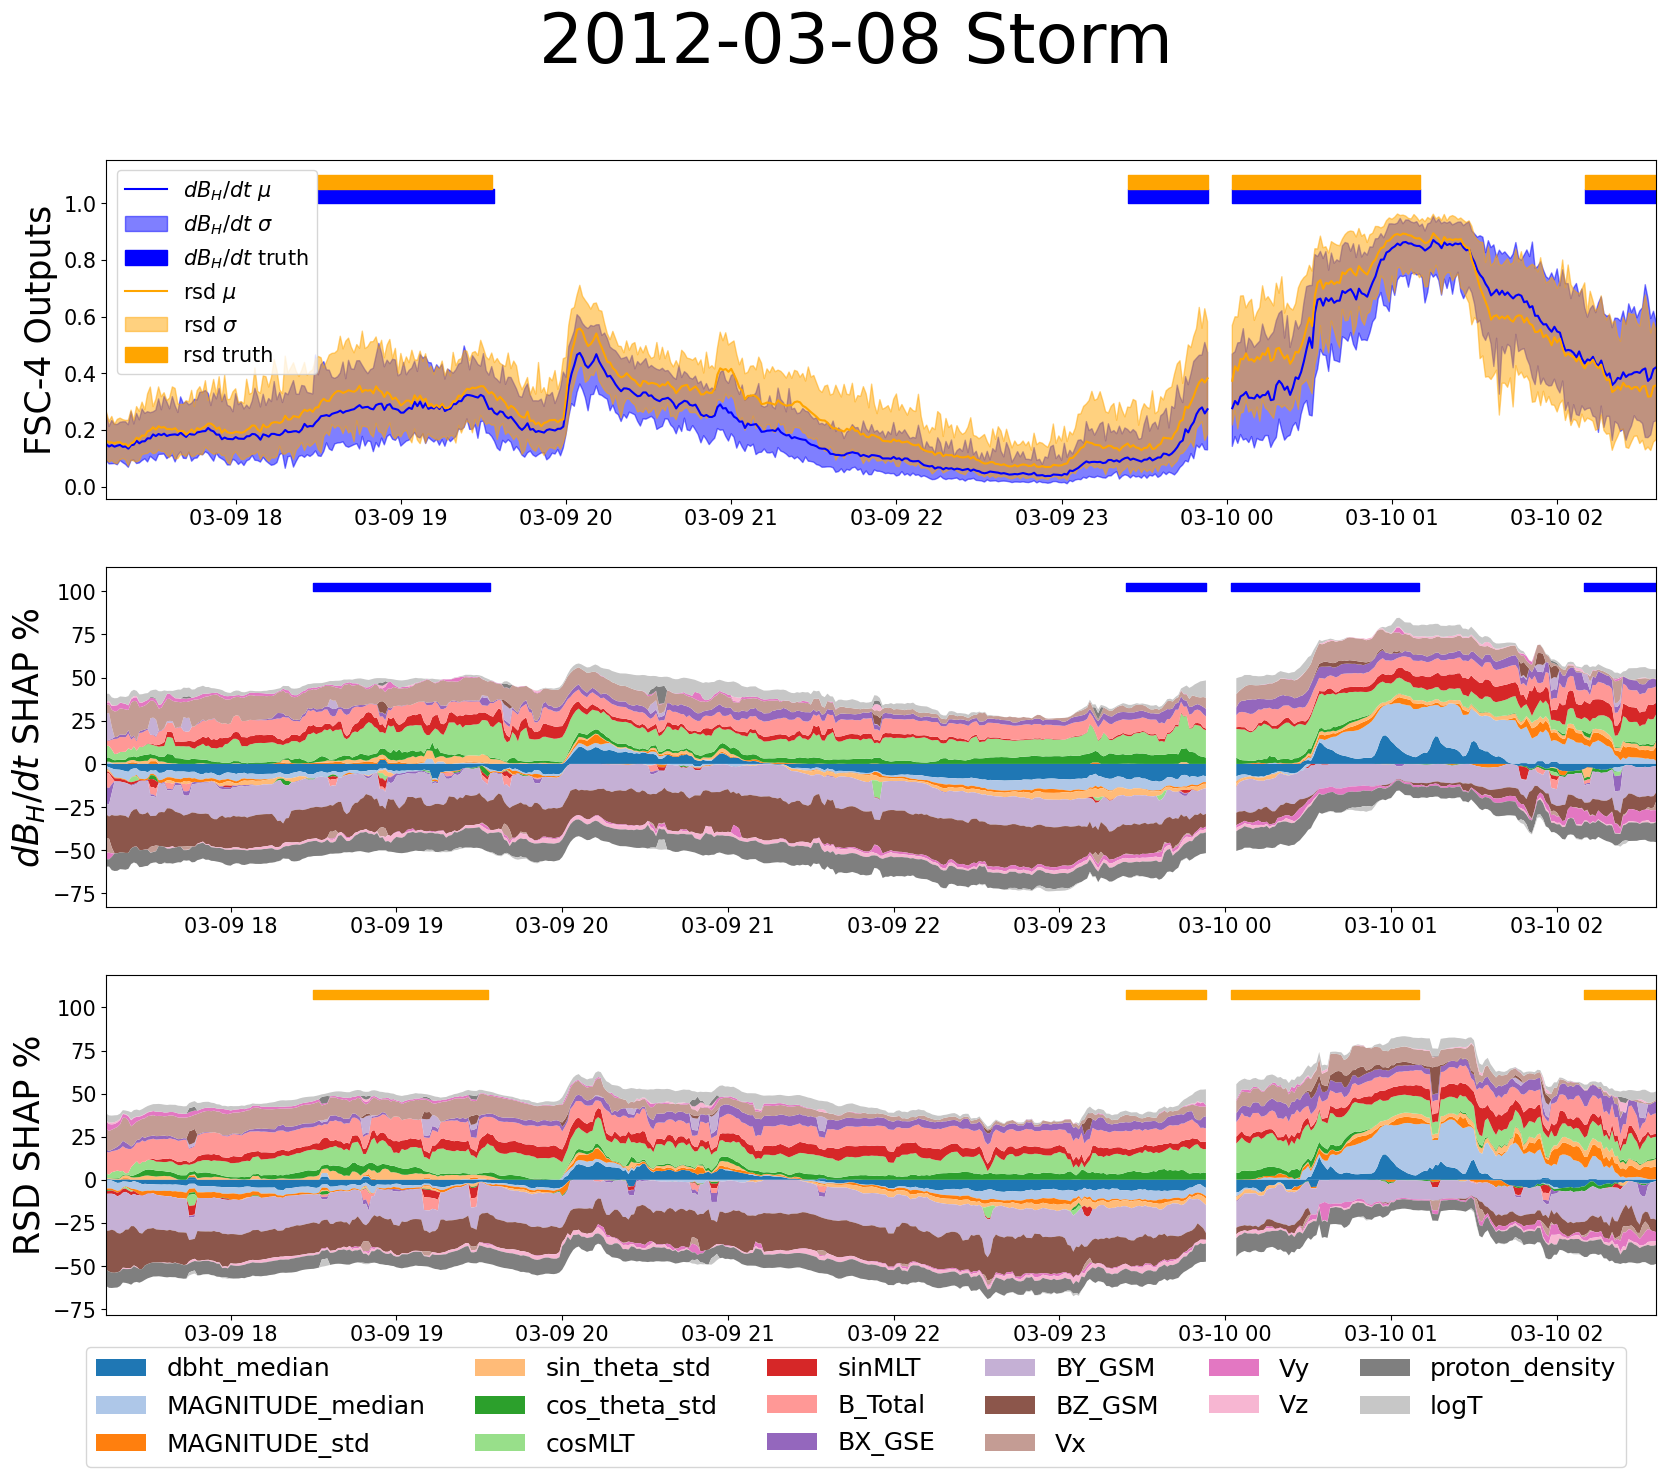 2012-03-08 Storm
FSC-4 Outputs
1.0
0.8
0.6
0.4
0.2
0.0
dB_H/dt μ
dB_H/dt σ
dB_H/dt truth
rsd μ
rsd σ
rsd truth
03-09 18 03-09 19 03-09 20 03-09 21 03-09 22 03-09 23 03-10 00 03-10 01 03-10 02
dB_H/dt SHAP %
100
75
50
25
0
−25
−50
−75
03-09 18 03-09 19 03-09 20 03-09 21 03-09 22 03-09 23 03-10 00 03-10 01 03-10 02
RSD SHAP %
100
75
50
25
0
−25
−50
−75
03-09 18 03-09 19 03-09 20 03-09 21 03-09 22 03-09 23 03-10 00 03-10 01 03-10 02
dbht_median sin_theta_std sinMLT BY_GSM Vy proton_density
MAGNITUDE_median cos_theta_std B_Total BZ_GSM Vz logT
MAGNITUDE_std cosMLT BX_GSE Vx